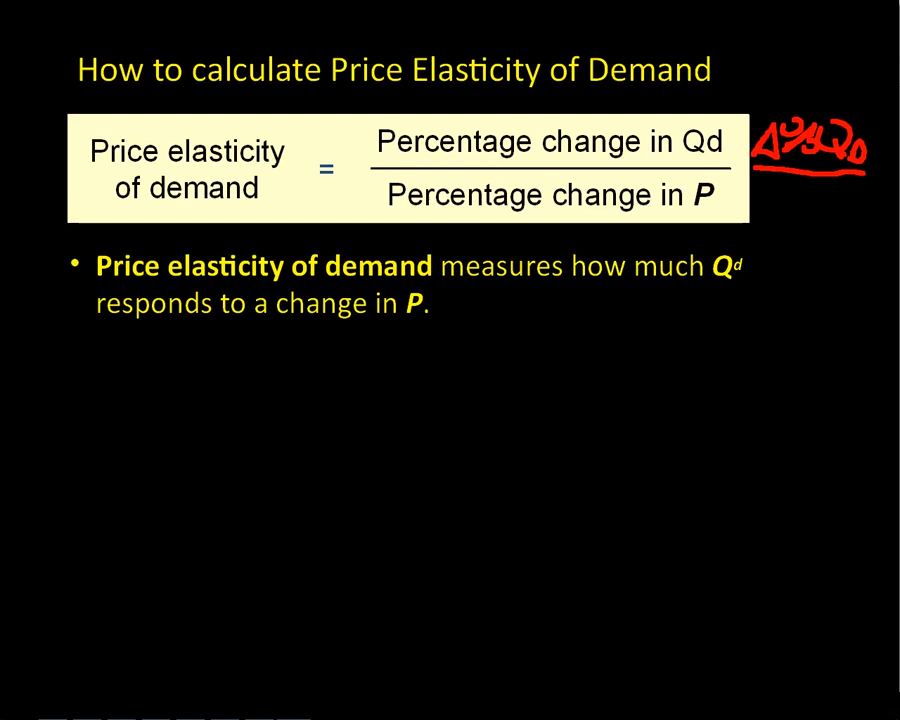 How to calculate Price Elasticity of Demand
Price elasticity
of demand
=
Percentage change in Qd
Percentage change in P
Δ%QD
• Price elasticity of demand measures how much Qd
responds to a change in P.